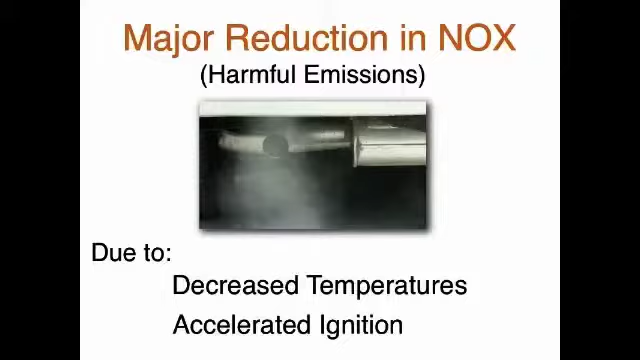 Major Reduction in NOX
(Harmful Emissions)
Due to:
Decreased Temperatures
Accelerated Ignition